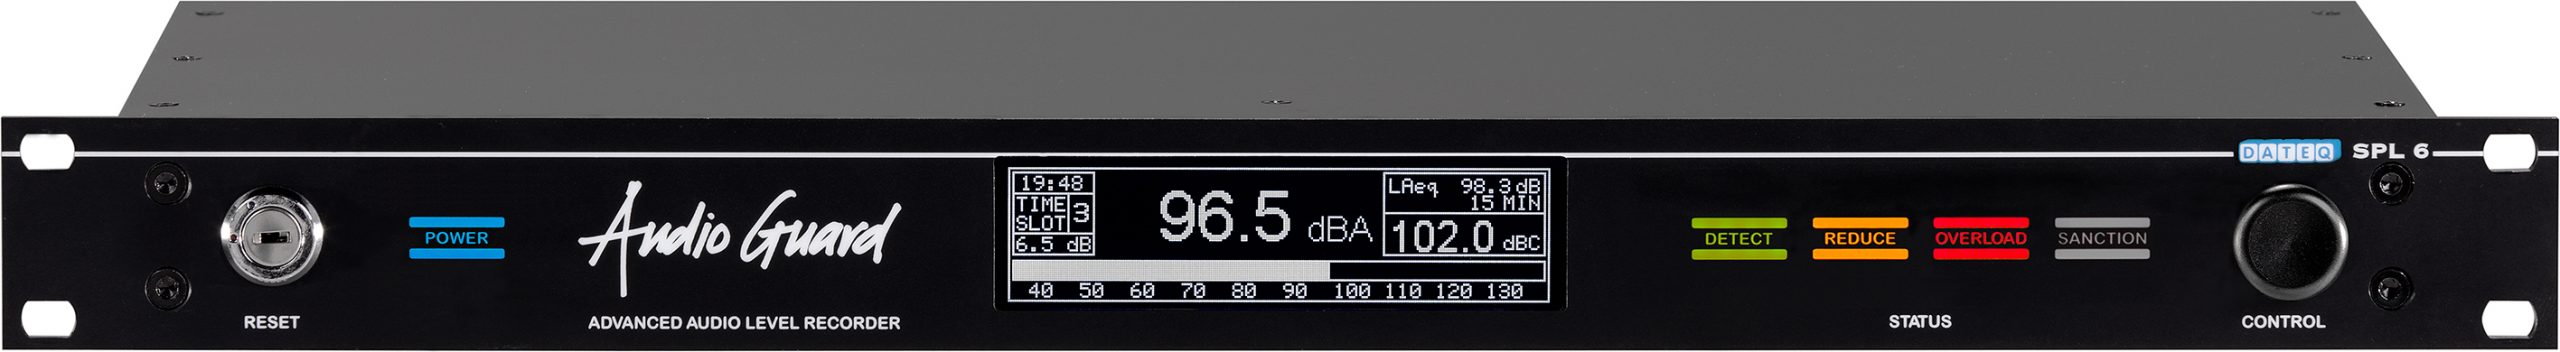 DATEQ SPL 6
RESET
POWER
Audio Guard
ADVANCED AUDIO LEVEL RECORDER
19:48
TIME SLOT 3
6.5 dB
96.5 dBA
LAeq 98.3 dB
15 MIN
102.0 dBC
40 50 60 70 80 90 100 110 120 130
DETECT REDUCE OVERLOAD SANCTION
STATUS
CONTROL